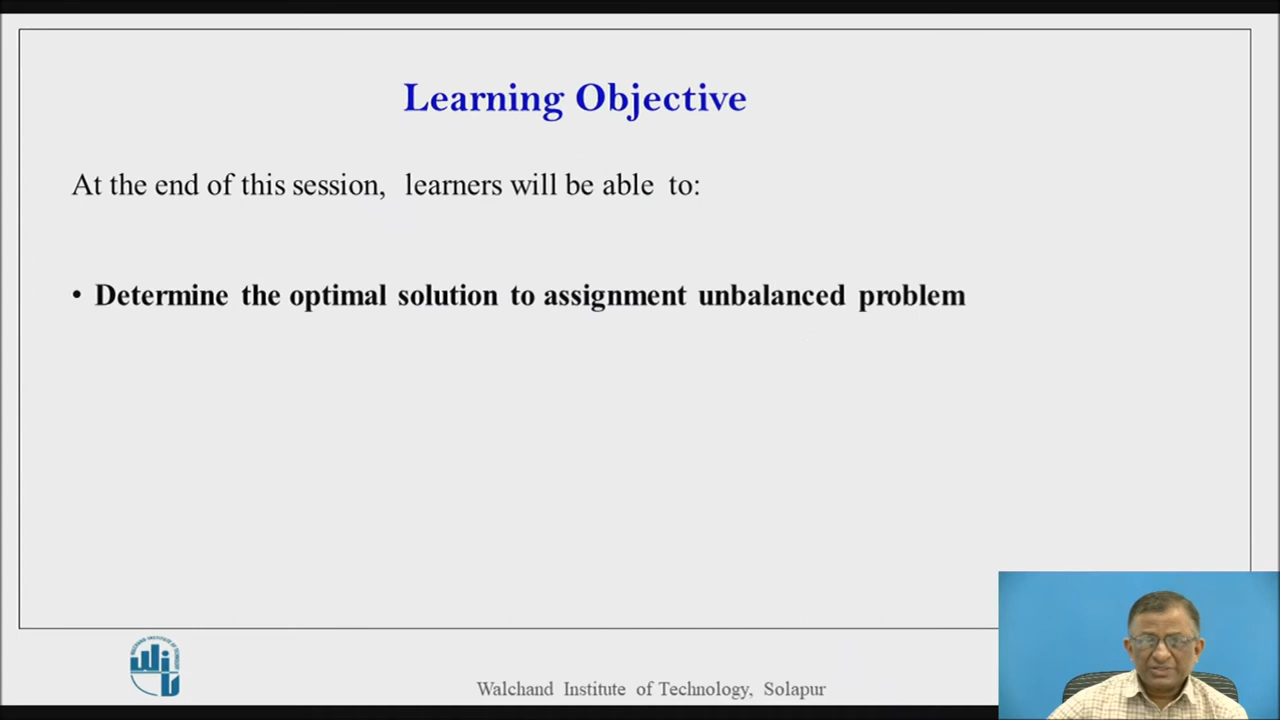 Learning Objective
At the end of this session, learners will be able to:
• Determine the optimal solution to assignment unbalanced problem
Walchand Institute of Technology, Solapur